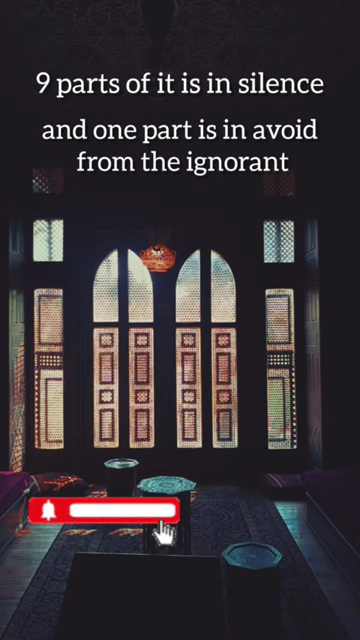 9 parts of it is in silence
and one part is in avoid
from the ignorant